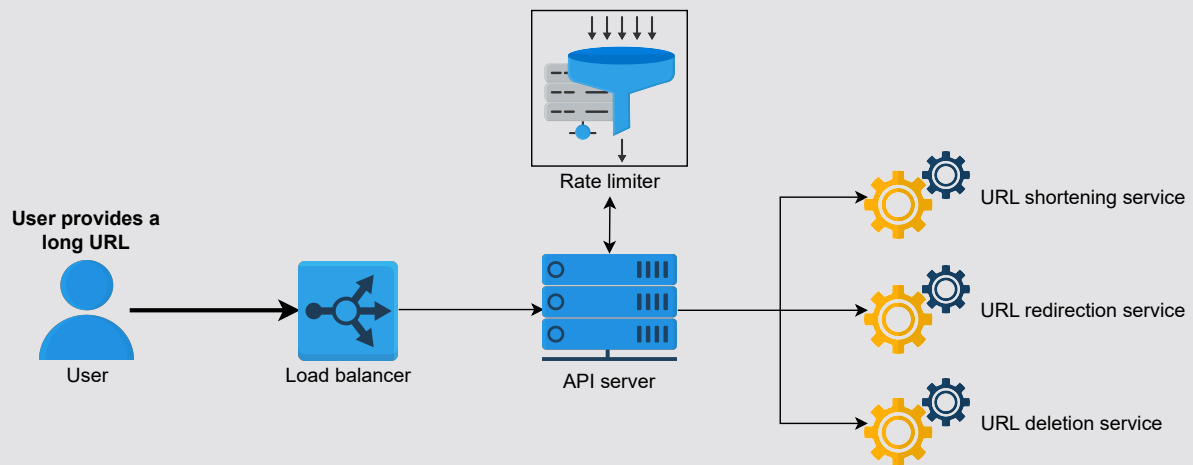 Rate limiter
User provides a
long URL
User
Load balancer
API server
URL shortening service
URL redirection service
URL deletion service